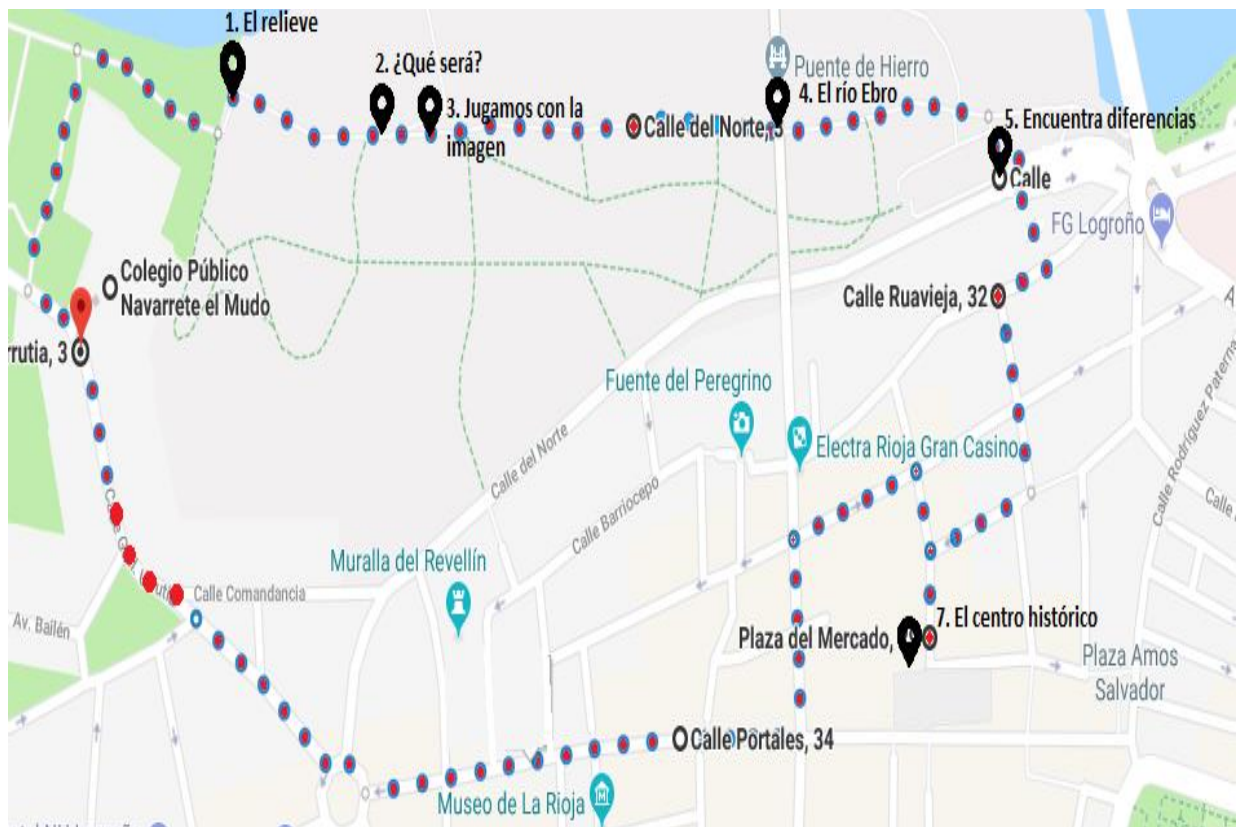 1. El relieve
2. ¿Qué será?
Puente de Hierro
3. Jugamos con la
imagen
4. El río Ebro
Calle del Norte,
5. Encuentra diferencias
Calle
FG Logroño
Colegio Público
Navarrete el Mudo
Calle Ruavieja, 32
rrutia, 3
Fuente del Peregrino
Calle Rodríguez Paterna
Calle del Norte
Electra Rioja Gran Casino
Calle Barriocepo
Calle
Muralla del Revellín
Calle Comandancia
Av. Bailén
7. El centro histórico
Plaza del Mercado,
Plaza Amos
Salvador
Calle Portales, 34
Museo de La Rioja